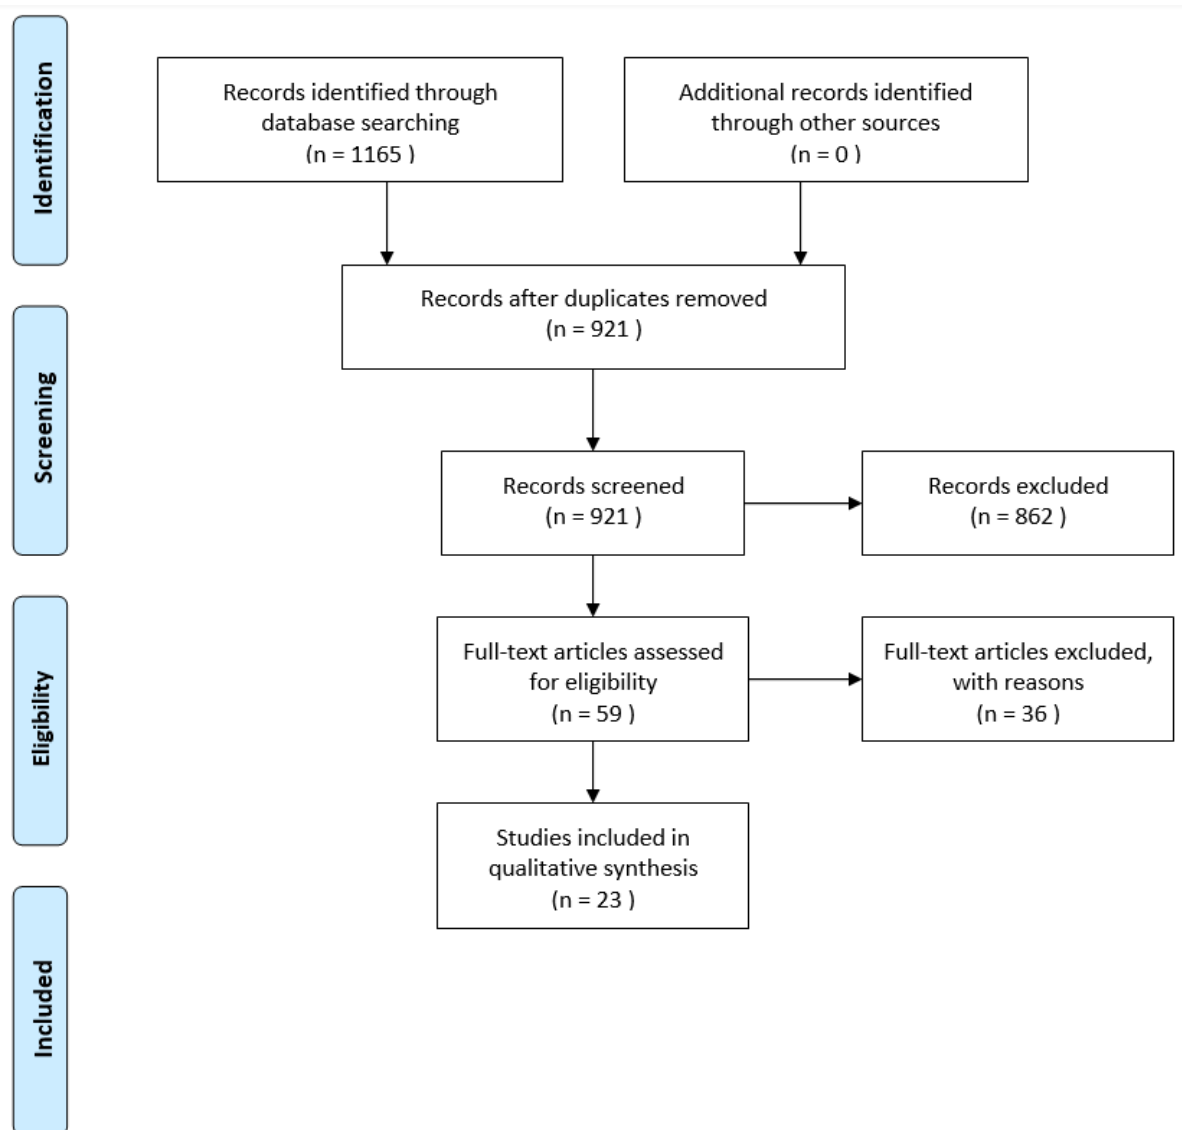 Identification
Records identified through
database searching
(n = 1165 )
Additional records identified
through other sources
(n = 0 )
Records after duplicates removed
(n = 921 )
Screening
Records screened
(n = 921 )
Records excluded
(n = 862 )
Eligibility
Full-text articles assessed
for eligibility
(n = 59 )
Full-text articles excluded,
with reasons
(n = 36 )
Studies included in
qualitative synthesis
(n = 23 )
Included